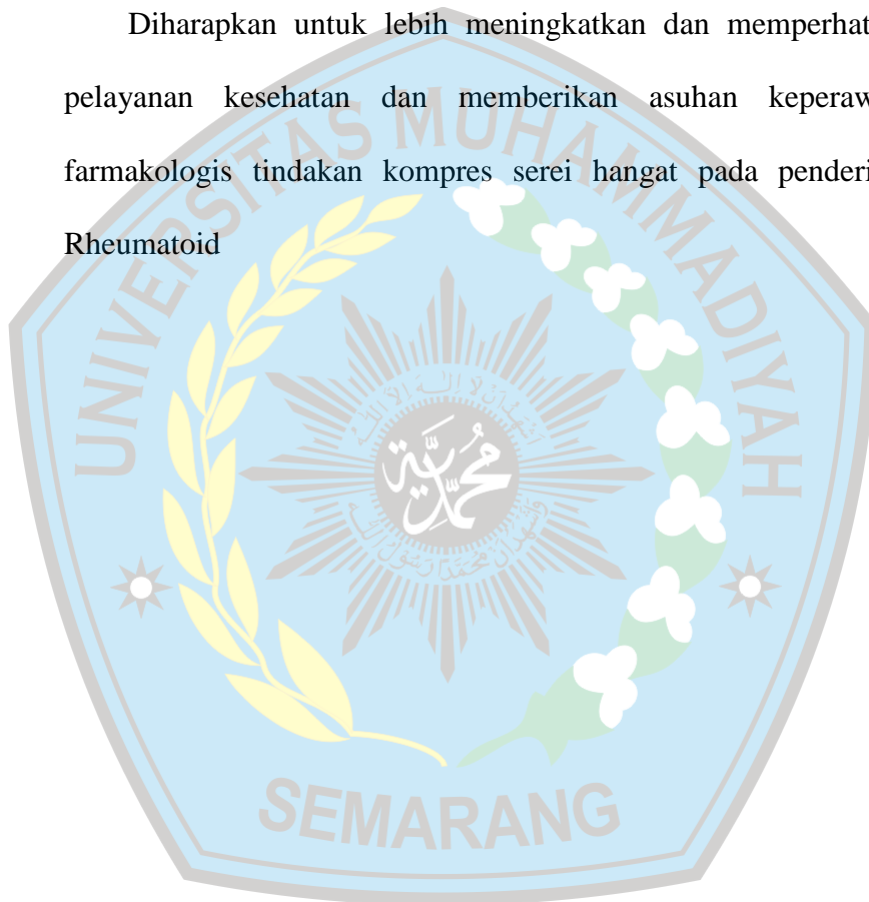 Diharapkan untuk lebih meningkatkan dan memperhat
pelayanan kesehatan dan memberikan asuhan keperaw
farmakologis tindakan kompres serei hangat pada penderi
Rheumatoid
UNIVERSITAS MUHAMMADIYAH
محمدية
SEMARANG